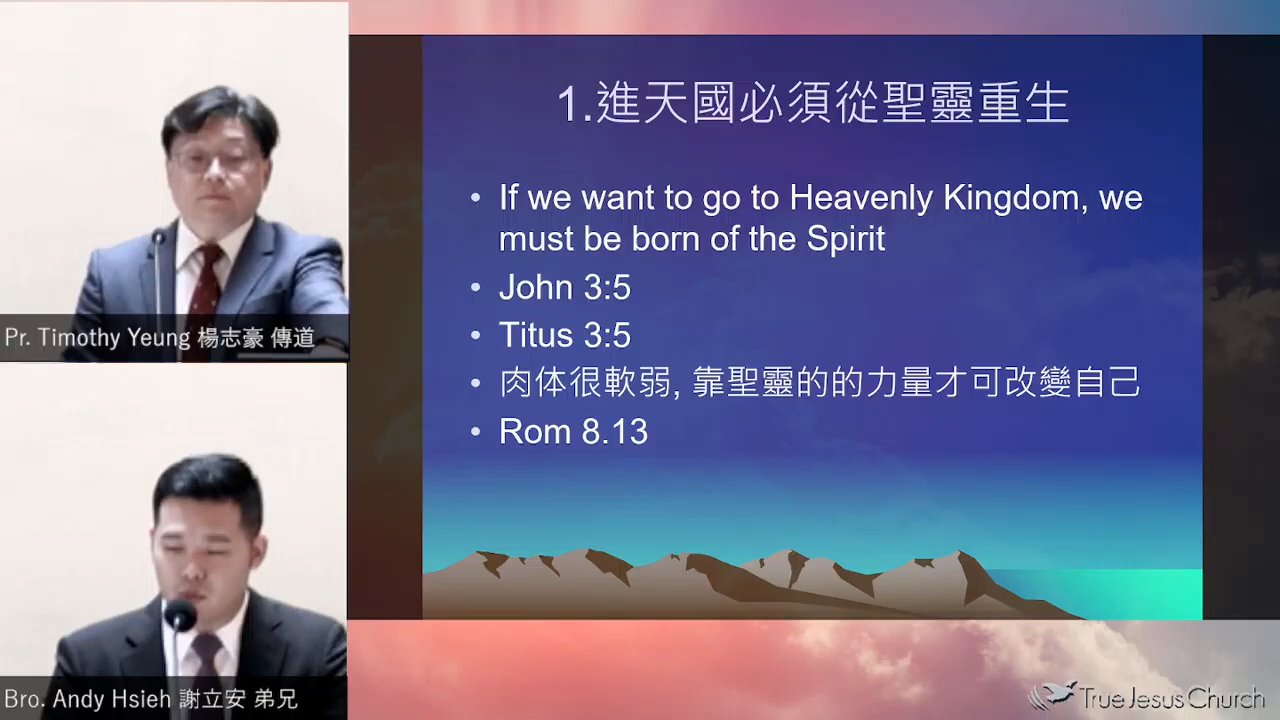 1.進天國必須從聖靈重生
• If we want to go to Heavenly Kingdom, we
must be born of the Spirit
• John 3:5
• Titus 3:5
• 肉体很軟弱, 靠聖靈的的力量才可改變自己
• Rom 8.13
Pr. Timothy Yeung 楊志豪 傳道
Bro. Andy Hsieh 謝立安 弟兄
True Jesus Church